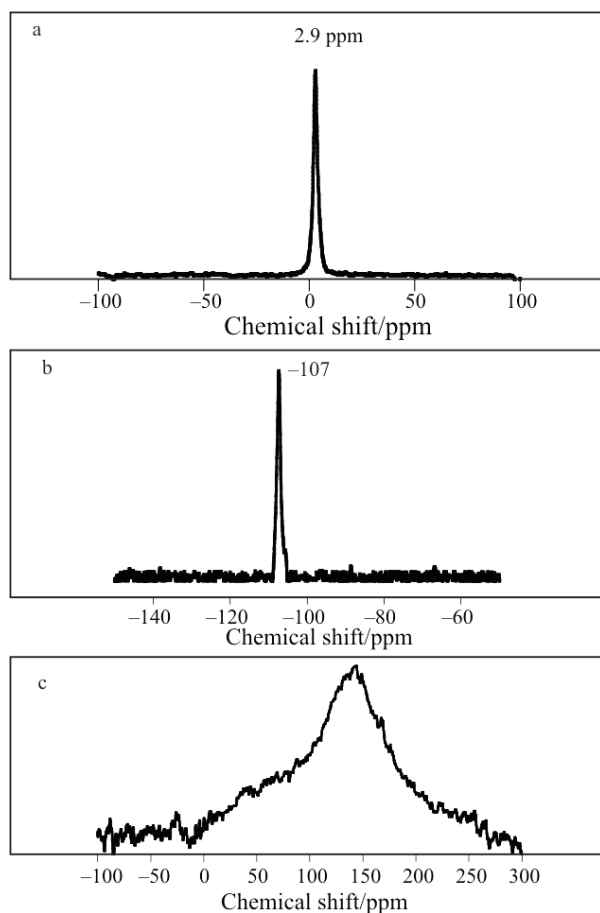 a
2.9 ppm
–100 –50 0 50 100
Chemical shift/ppm
b
–107
–140 –120 –100 –80 –60
Chemical shift/ppm
c
–100 –50 0 50 100 150 200 250 300
Chemical shift/ppm